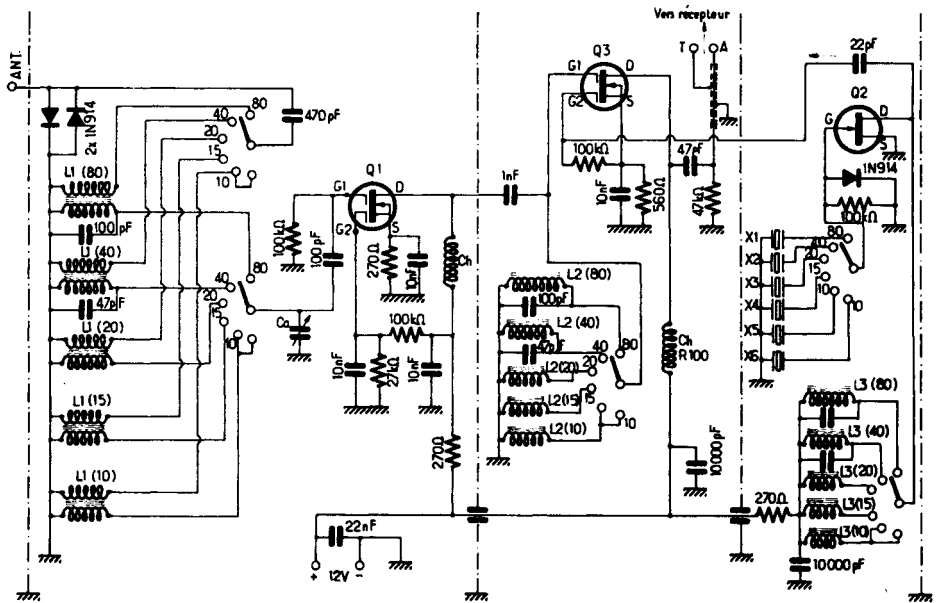 Vers récepteur
T
A
22pF
Q2
G
D
S
1N914
100kΩ
ANT.
2x 1N914
470pF
80
40
20
15
10
L1 (80)
100 pF
L1 (40)
47pF
L1 (20)
L1 (15)
L1 (10)
80
40
20
15
10
Ca
100kΩ
100pF
Q1
G1
D
G2
S
270Ω
10nF
Ch
100kΩ
10nF
27kΩ
10nF
270Ω
22nF
+ 12V -
1nF
Q3
G1
D
G2
S
100kΩ
10nF
560Ω
47pF
47kΩ
L2 (80)
100pF
L2 (40)
47pF
L2(20)
L2(15)
L2 (10)
80
40
20
15
10
Ch
R100
10000pF
X1
X2
X3
X4
X5
X6
80
40
20
15
10
10
270Ω
10000pF
L3 (80)
L3 (40)
L3(20)
L3(15)
L3(10)